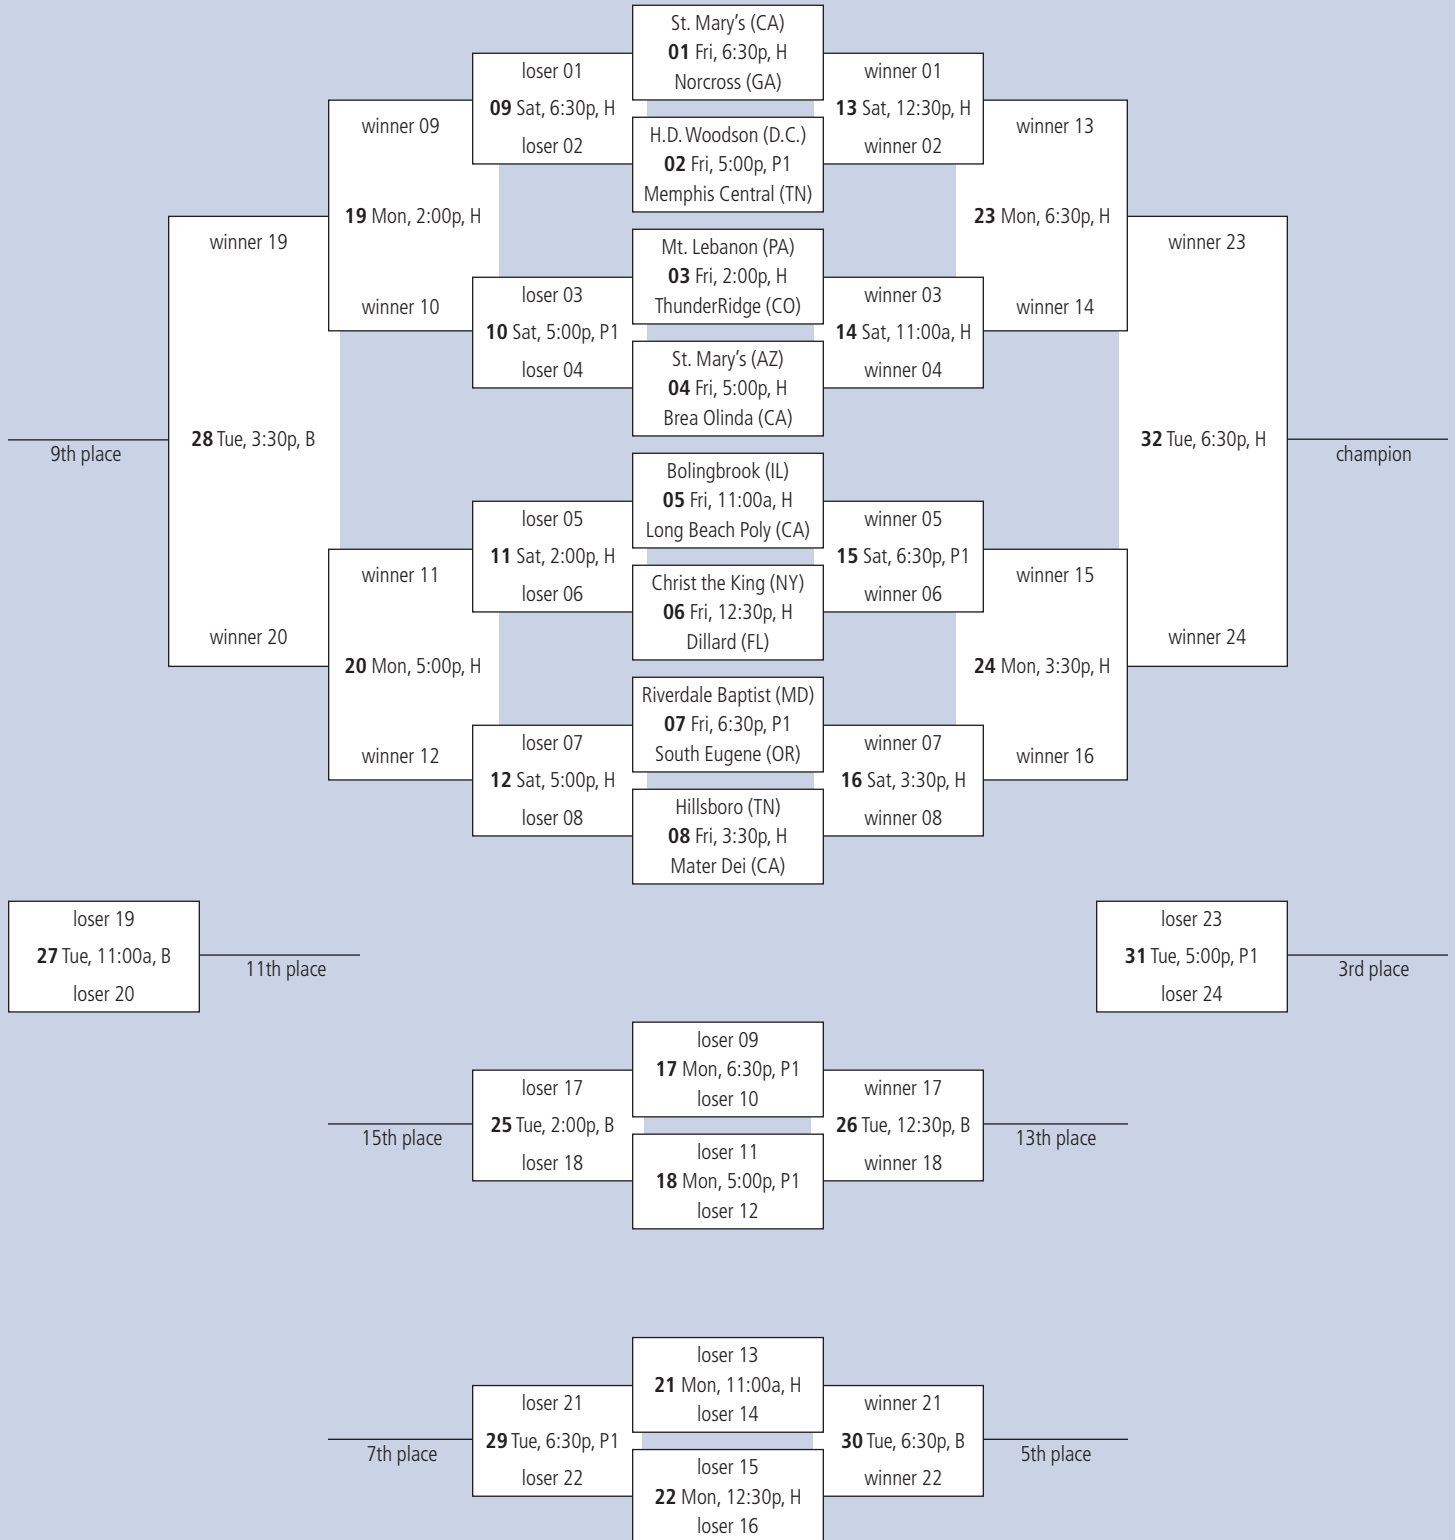 St. Mary's (CA)
01 Fri, 6:30p, H
Norcross (GA)
loser 01
09 Sat, 6:30p, H
loser 02
winner 01
13 Sat, 12:30p, H
winner 02
winner 09
19 Mon, 2:00p, H
winner 10
H.D. Woodson (D.C.)
02 Fri, 5:00p, P1
Memphis Central (TN)
winner 13
23 Mon, 6:30p, H
winner 14
Mt. Lebanon (PA)
03 Fri, 2:00p, H
ThunderRidge (CO)
loser 03
10 Sat, 5:00p, P1
loser 04
winner 03
14 Sat, 11:00a, H
winner 04
St. Mary's (AZ)
04 Fri, 5:00p, H
Brea Olinda (CA)
winner 19
28 Tue, 3:30p, B
winner 20
9th place
winner 23
32 Tue, 6:30p, H
winner 24
champion
Bolingbrook (IL)
05 Fri, 11:00a, H
Long Beach Poly (CA)
loser 05
11 Sat, 2:00p, H
loser 06
winner 05
15 Sat, 6:30p, P1
winner 06
Christ the King (NY)
06 Fri, 12:30p, H
Dillard (FL)
winner 11
20 Mon, 5:00p, H
winner 12
winner 15
24 Mon, 3:30p, H
winner 16
Riverdale Baptist (MD)
07 Fri, 6:30p, P1
South Eugene (OR)
loser 07
12 Sat, 5:00p, H
loser 08
winner 07
16 Sat, 3:30p, H
winner 08
Hillsboro (TN)
08 Fri, 3:30p, H
Mater Dei (CA)
loser 19
27 Tue, 11:00a, B
loser 20
11th place
loser 23
31 Tue, 5:00p, P1
loser 24
3rd place
loser 09
17 Mon, 6:30p, P1
loser 10
loser 17
25 Tue, 2:00p, B
loser 18
15th place
winner 17
26 Tue, 12:30p, B
winner 18
13th place
loser 11
18 Mon, 5:00p, P1
loser 12
loser 13
21 Mon, 11:00a, H
loser 14
loser 21
29 Tue, 6:30p, P1
loser 22
7th place
winner 21
30 Tue, 6:30p, B
winner 22
5th place
loser 15
22 Mon, 12:30p, H
loser 16